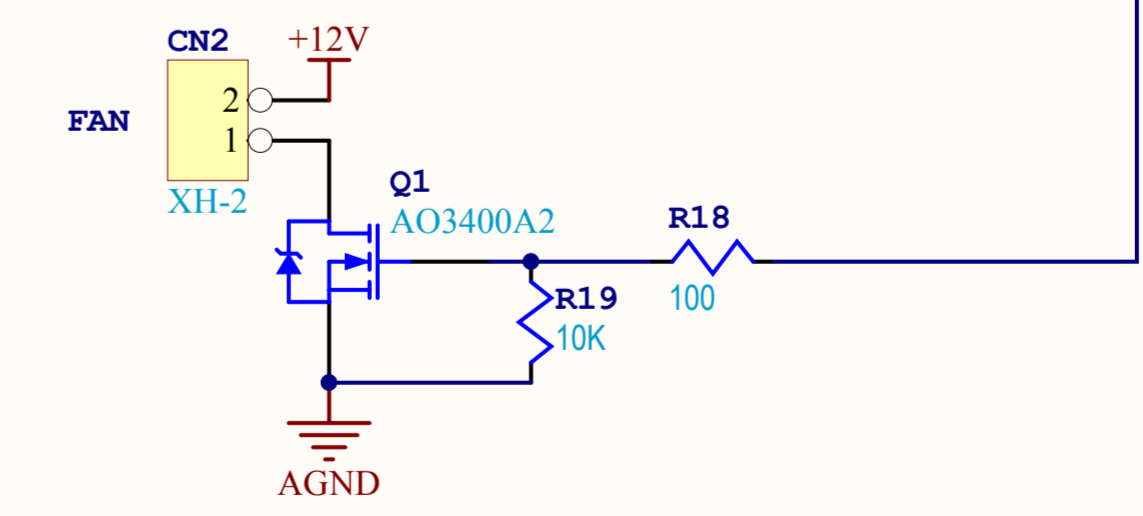 CN2
+12V
2
FAN
1
XH-2
Q1
AO3400A2
R18
100
R19
10K
AGND